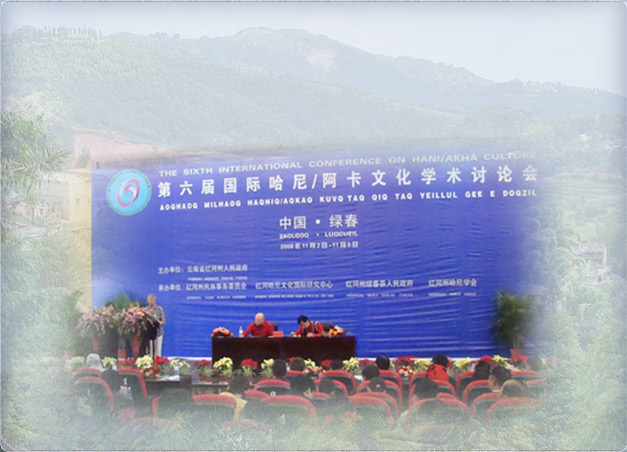 THE SIXTH INTERNATIONAL CONFERENCE ON HANI/AKHA CULTURE
第六届国际哈尼/阿卡文化学术讨论会
AOQHAOQ MILHAOQ HAQNIQ/AQKAQ KUVQ TAQ QIQ TAQ YEILLUL GEE E DOQZIL
中国·绿春
2008年11月2日-11月5日
主办单位：云南省红河州人民政府
承办单位：红河州民族事务委员会 红河哈尼文化国际研究中心 红河州绿春县人民政府 红河州哈尼学会